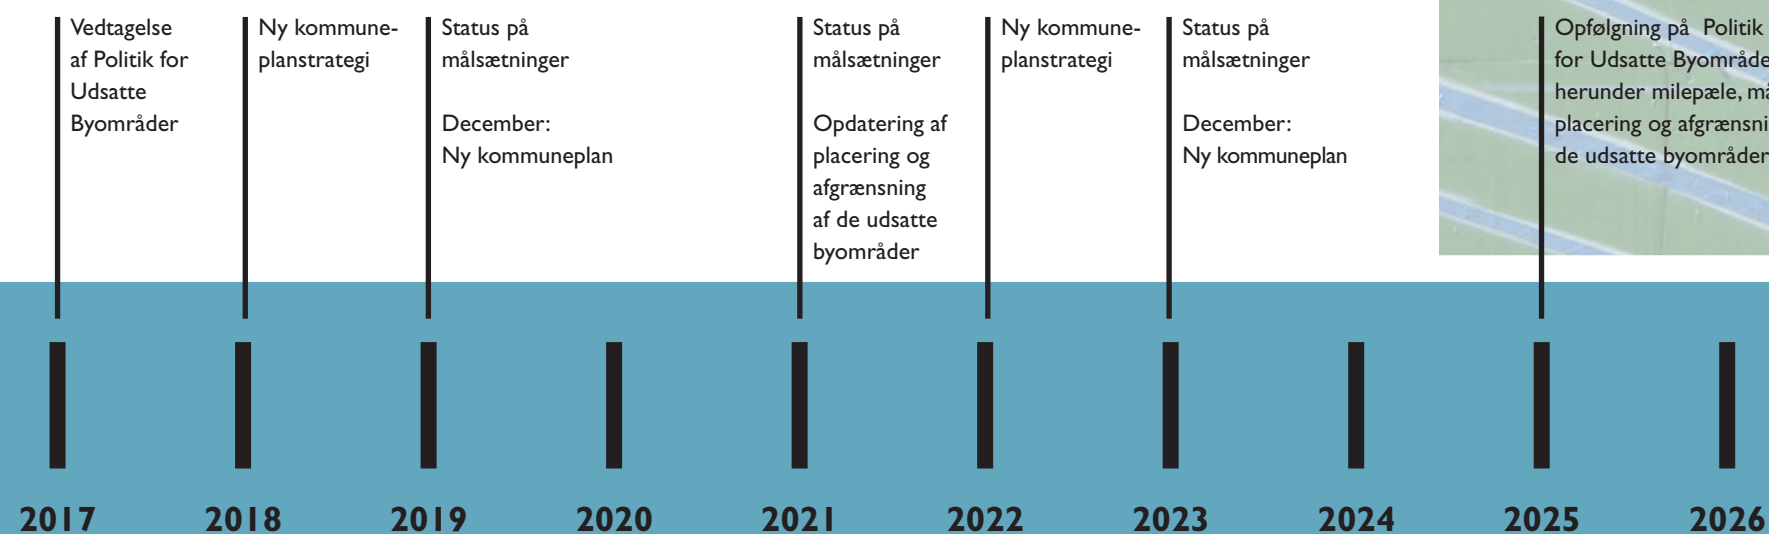 Vedtagelse
af Politik for
Udsatte
Byområder
Ny kommune-
planstrategi
Status på
målsætninger
December:
Ny kommuneplan
Status på
målsætninger
Opdatering af
placering og
afgrænsning
af de udsatte
byområder
Ny kommune-
planstrategi
Status på
målsætninger
December:
Ny kommuneplan
Opfølgning på Politik
for Udsatte
herunder milepæle,
placering og
de udsatte byområder
2017 2018 2019 2020 2021 2022 2023 2024 2025 2026